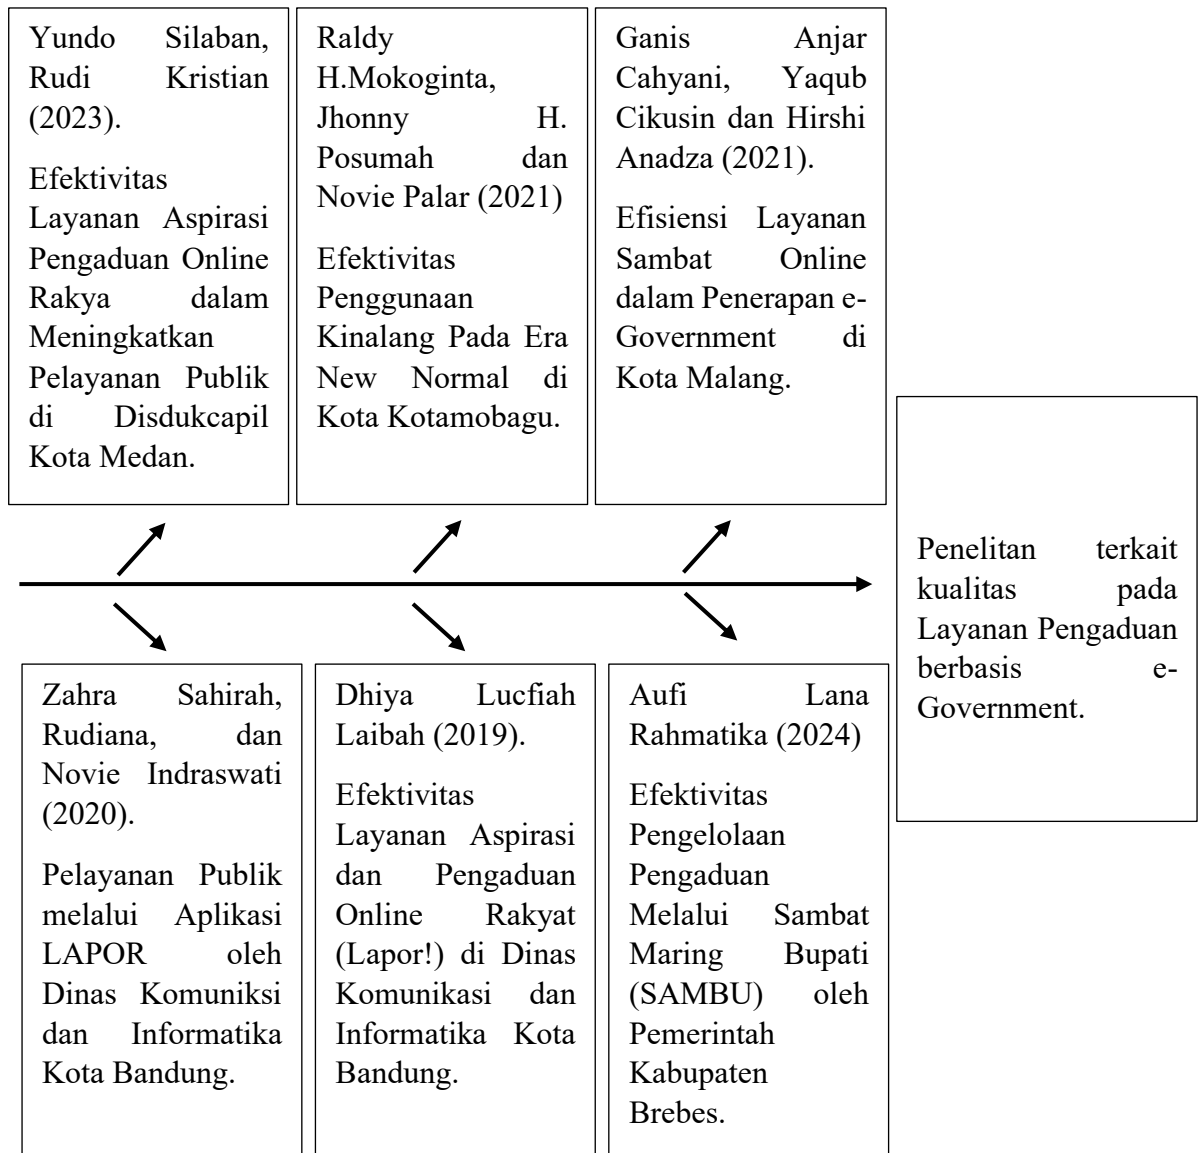 Yundo Silaban,
Rudi Kristian
(2023).
Efektivitas
Layanan Aspirasi
Pengaduan Online
Rakya dalam
Meningkatkan
Pelayanan Publik
di Disdukcapil
Kota Medan.
Raldy
H.Mokoginta,
Jhonny H.
Posumah dan
Novie Palar (2021)
Efektivitas
Penggunaan
Kinalang Pada Era
New Normal di
Kota Kotamobagu.
Ganis Anjar
Cahyani, Yaqub
Cikusin dan Hirshi
Anadza (2021).
Efisiensi Layanan
Sambat Online
dalam Penerapan e-
Government di
Kota Malang.
Zahra Sahirah,
Rudiana, dan
Novie Indraswati
(2020).
Pelayanan Publik
melalui Aplikasi
LAPOR oleh
Dinas Komuniksi
dan Informatika
Kota Bandung.
Dhiya Lucfiah
Laibah (2019).
Efektivitas
Layanan Aspirasi
dan Pengaduan
Online Rakyat
(Lapor!) di Dinas
Komunikasi dan
Informatika Kota
Bandung.
Aufi Lana
Rahmatika (2024)
Efektivitas
Pengelolaan
Pengaduan
Melalui Sambat
Maring Bupati
(SAMBU) oleh
Pemerintah
Kabupaten
Brebes.
Penelitan terkait
kualitas pada
Layanan Pengaduan
berbasis e-
Government.